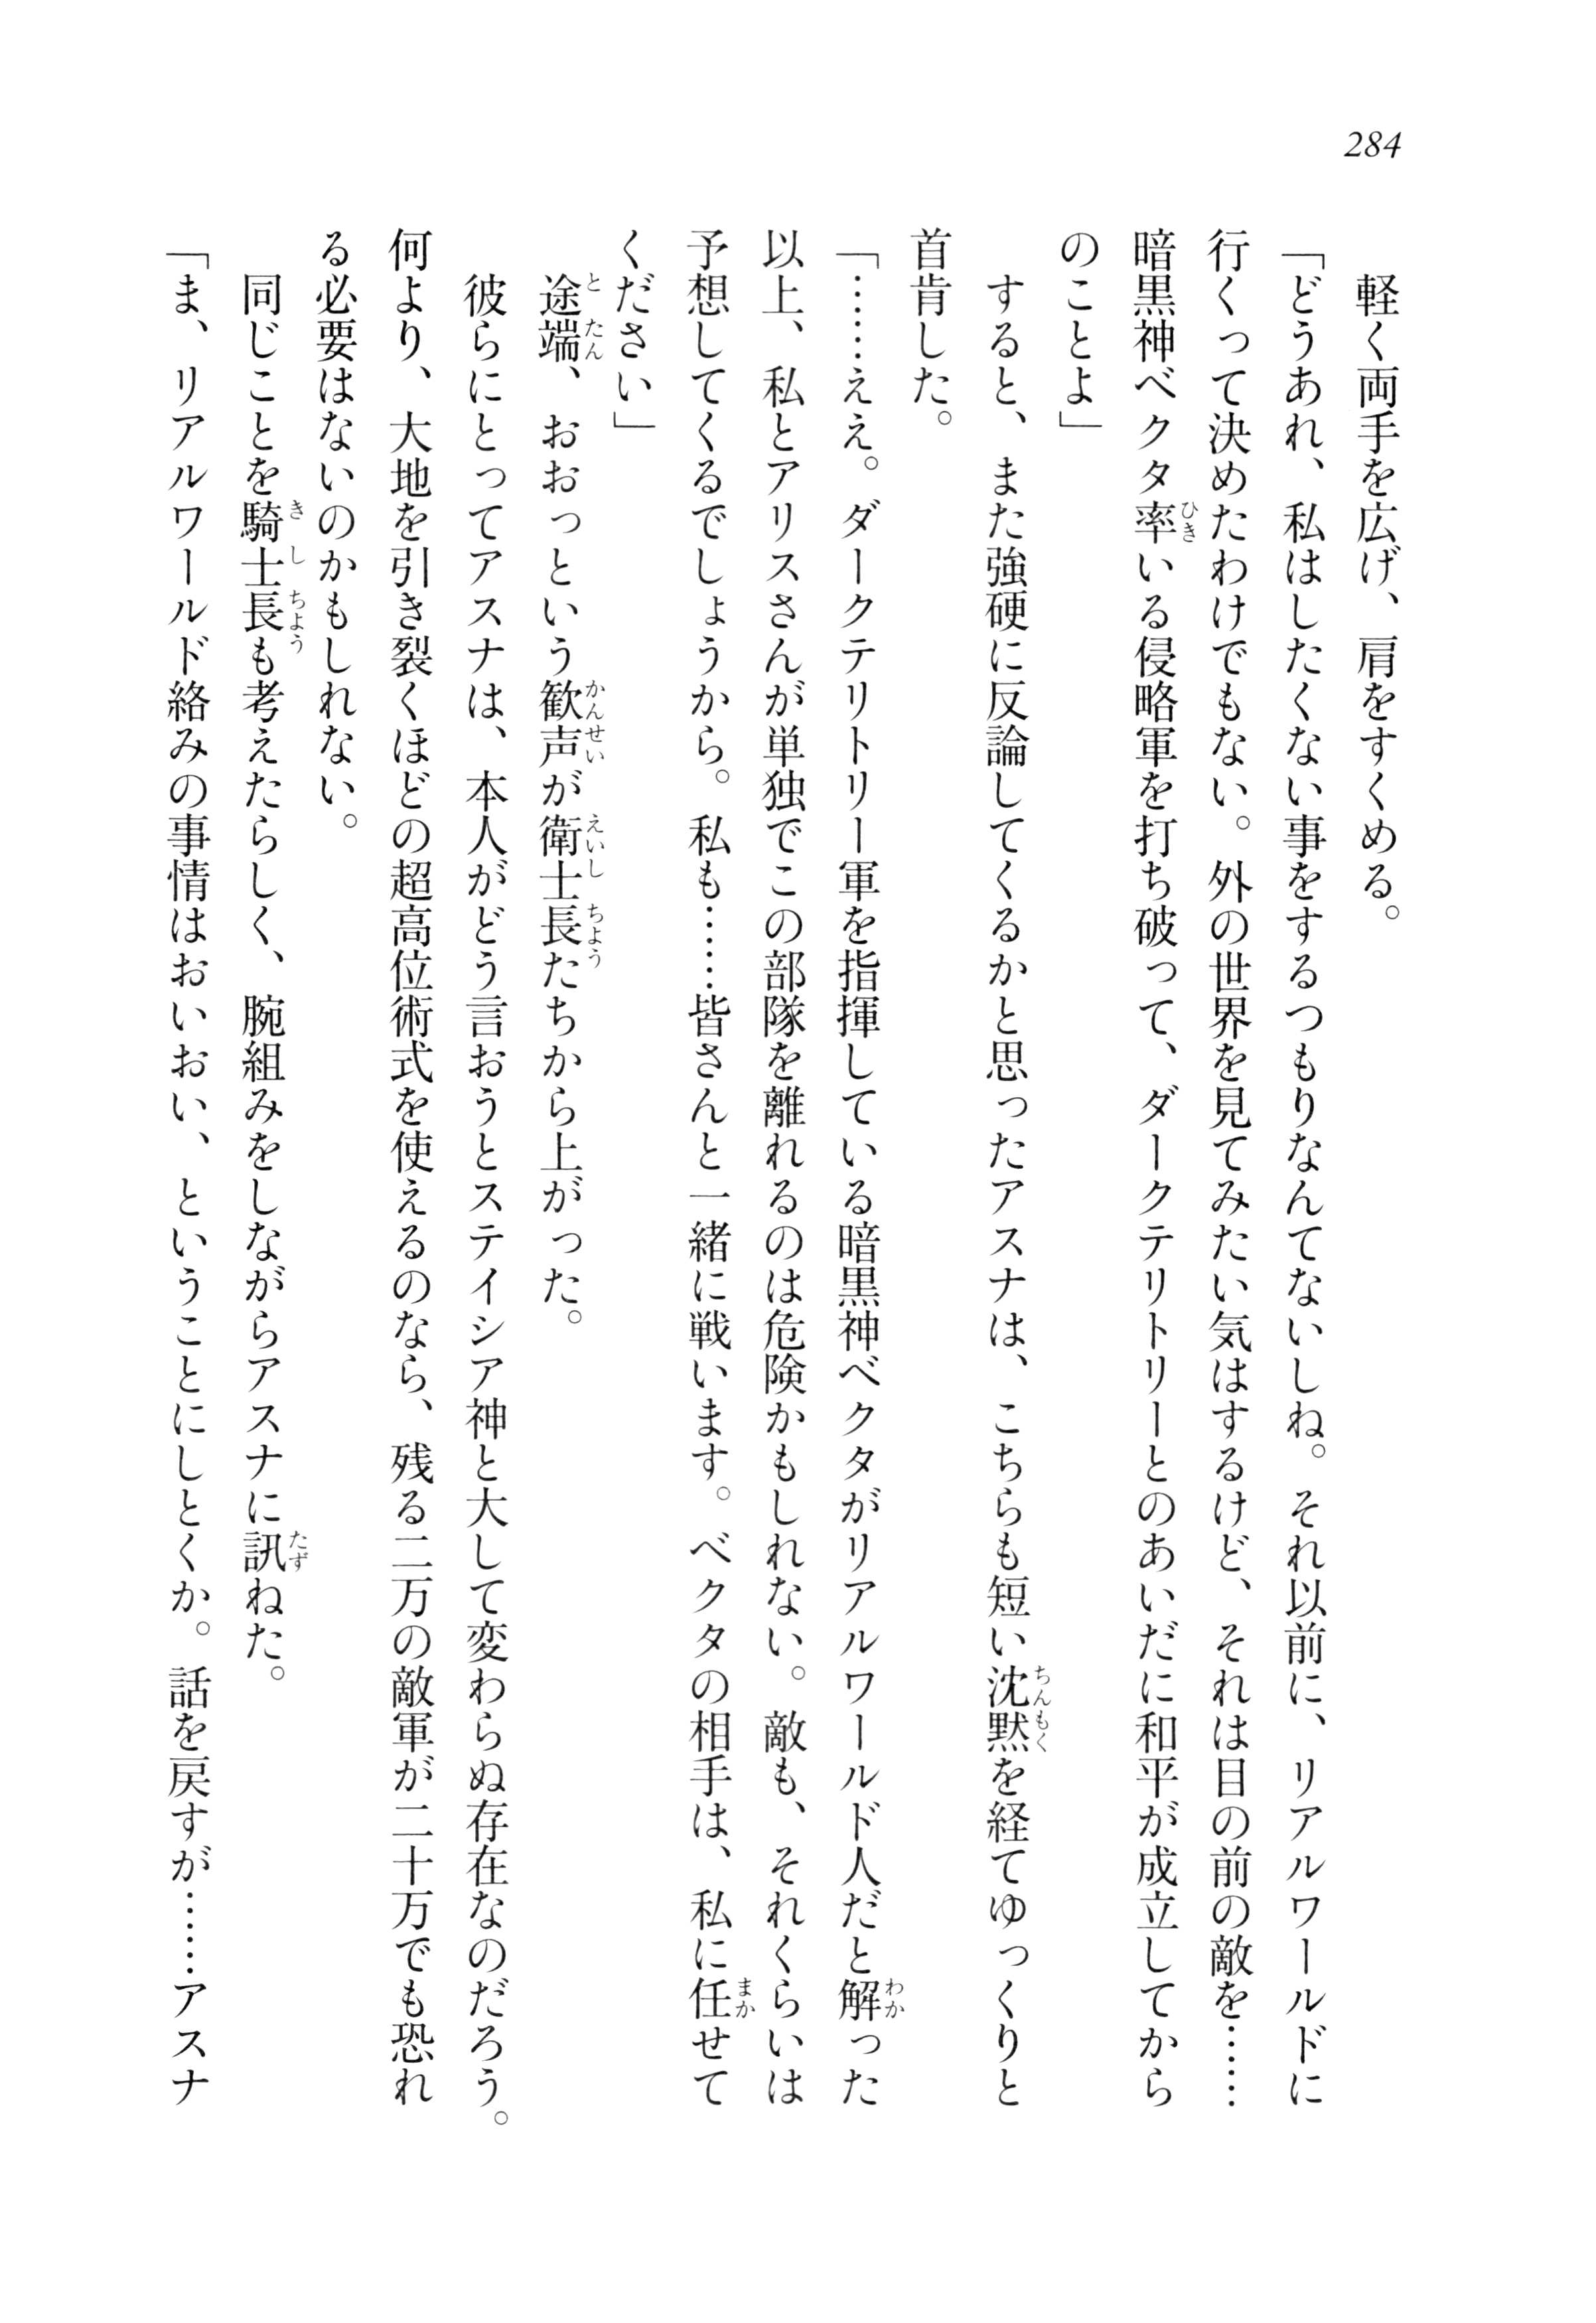 284
軽く両手を広げ、肩をすくめる。
「どうあれ、私はしたくない事をするつもりなんてないしね。それ以前に、リアルワールドに
行くって決めたわけでもない。外の世界を見てみたい気はするけど、それは目の前の敵を……
暗黒神ベクタ率いる侵略軍を打ち破って、ダークテリトリーとのあいだに和平が成立してから
のことよ」
すると、また強硬に反論してくるかと思ったアスナは、こちらも短い沈黙を経てゆっくりと
首肯した。
「……ええ。ダークテリトリー軍を指揮している暗黒神ベクタがリアルワールド人だと解った
以上、私とアリスさんが単独でこの部隊を離れるのは危険かもしれない。敵も、それくらいは
予想してくるでしょうから。私も……皆さんと一緒に戦います。ベクタの相手は、私に任せて
ください」
途端、おおっという歓声が衛士長たちから上がった。
彼らにとってアスナは、本人がどう言おうとステイシア神と大して変わらぬ存在なのだろう。
何より、大地を引き裂くほどの超高位術式を使えるのなら、残る二万の敵軍が二十万でも恐れ
る必要はないのかもしれない。
同じことを騎士長も考えたらしく、腕組みをしながらアスナに訊ねた。
「ま、リアルワールド絡みの事情はおいおい、ということにしとくか。話を戻すが……アスナ